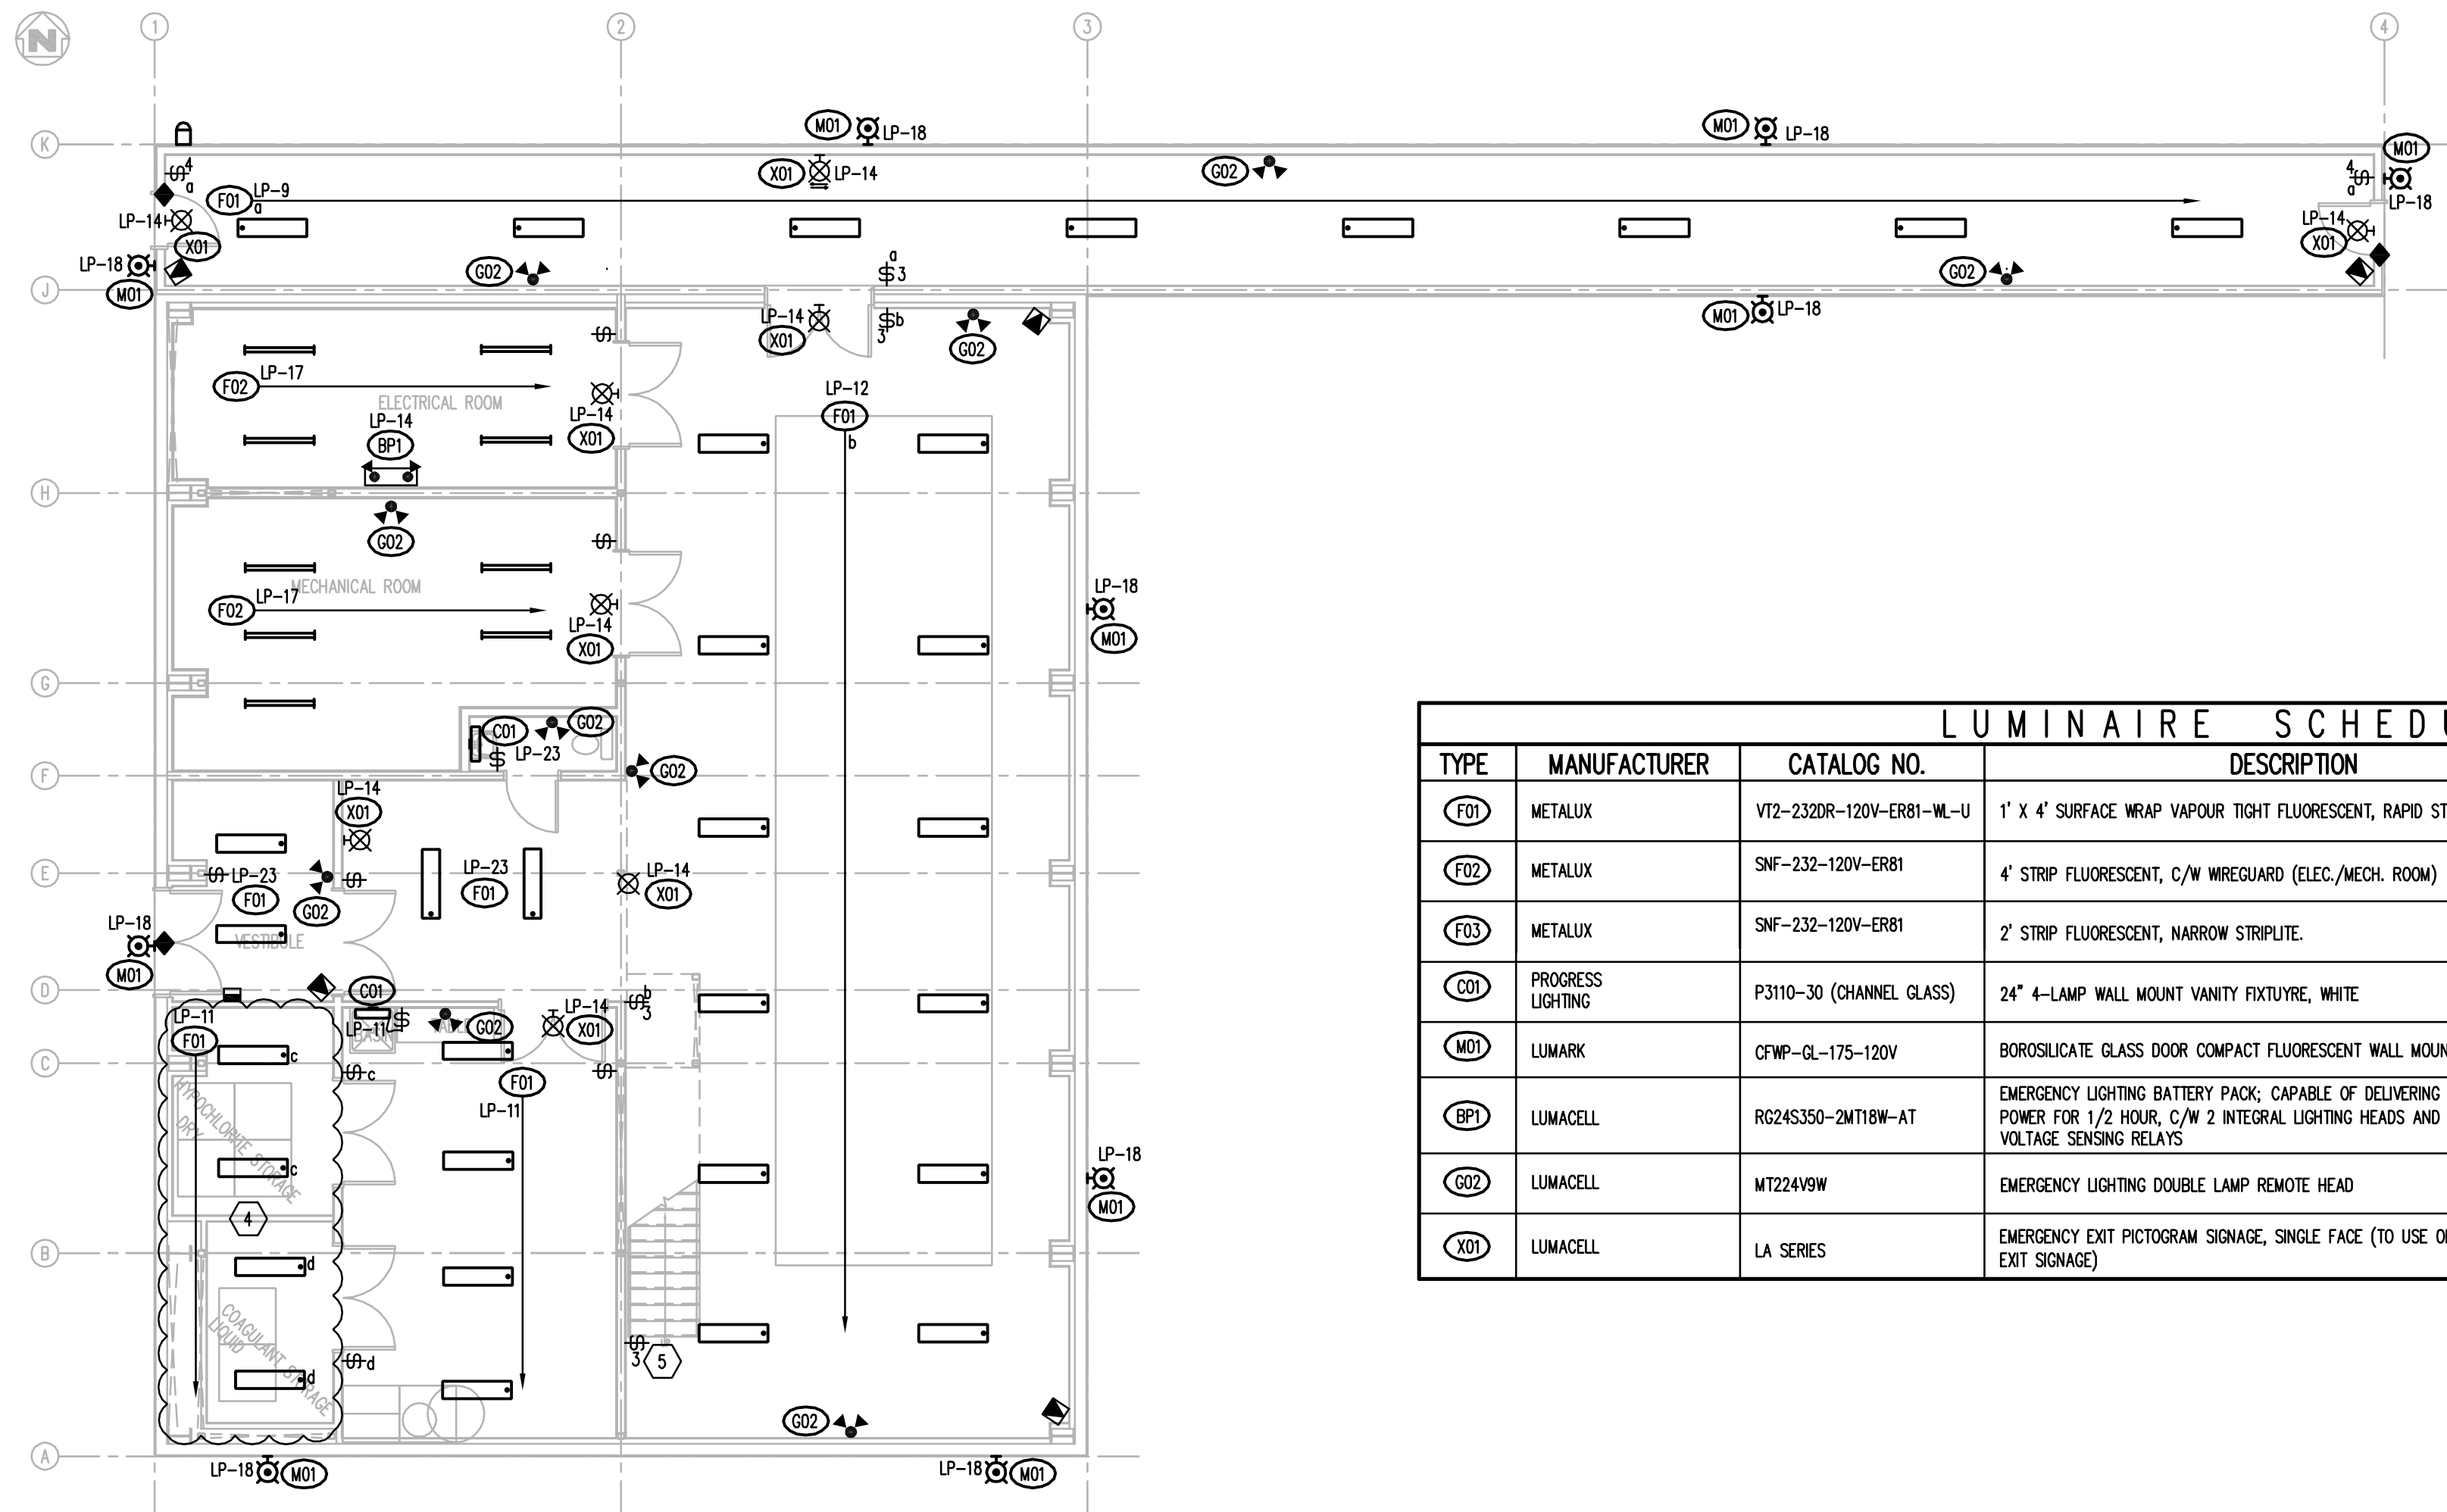 N
1 2 3 4
K
M01 LP-18
M01 LP-18
M01
LP-18
4
a
X01 LP-14
G02
4
a
F01 LP-9
a
LP-14
X01
LP-14
X01
LP-18
M01
G02
a
3
G02
J
LP-14
X01
b
3
G02
M01 LP-18
F02 LP-17
ELECTRICAL ROOM
LP-14
X01
LP-14
BP1
LP-12
F01
b
H
G02
MECHANICAL ROOM
F02 LP-17
LP-14
X01
LP-18
M01
G
C01
G02
LP-23
F
G02
LP-14
X01
E
LP-23
F01
G02
LP-23
F01
LP-14
X01
LP-18
M01
VESTIBULE
D
C01
LP-11
BASIN
TABLE
G02
LP-14
X01
b
3
LP-11
F01
c
C
c
F01
LP-11
HYPOCHLORITE STORAGE
DRY
c
4
LP-18
M01
B
d
COAGULANT STORAGE
LIQUID
d
d
3
5
G02
A
LP-18 M01
LP-18 M01
LUMINAIRE SCHEDU
TYPE MANUFACTURER CATALOG NO. DESCRIPTION
F01 METALUX VT2-232DR-120V-ER81-WL-U 1' X 4' SURFACE WRAP VAPOUR TIGHT FLUORESCENT, RAPID ST
F02 METALUX SNF-232-120V-ER81 4' STRIP FLUORESCENT, C/W WIREGUARD (ELEC./MECH. ROOM)
F03 METALUX SNF-232-120V-ER81 2' STRIP FLUORESCENT, NARROW STRIPLITE.
C01 PROGRESS
LIGHTING P3110-30 (CHANNEL GLASS) 24" 4-LAMP WALL MOUNT VANITY FIXTUYRE, WHITE
M01 LUMARK CFWP-GL-175-120V BOROSILICATE GLASS DOOR COMPACT FLUORESCENT WALL MOUN
BP1 LUMACELL RG24S350-2MT18W-AT EMERGENCY LIGHTING BATTERY PACK; CAPABLE OF DELIVERING
POWER FOR 1/2 HOUR, C/W 2 INTEGRAL LIGHTING HEADS AND
VOLTAGE SENSING RELAYS
G02 LUMACELL MT224V9W EMERGENCY LIGHTING DOUBLE LAMP REMOTE HEAD
X01 LUMACELL LA SERIES EMERGENCY EXIT PICTOGRAM SIGNAGE, SINGLE FACE (TO USE O
EXIT SIGNAGE)